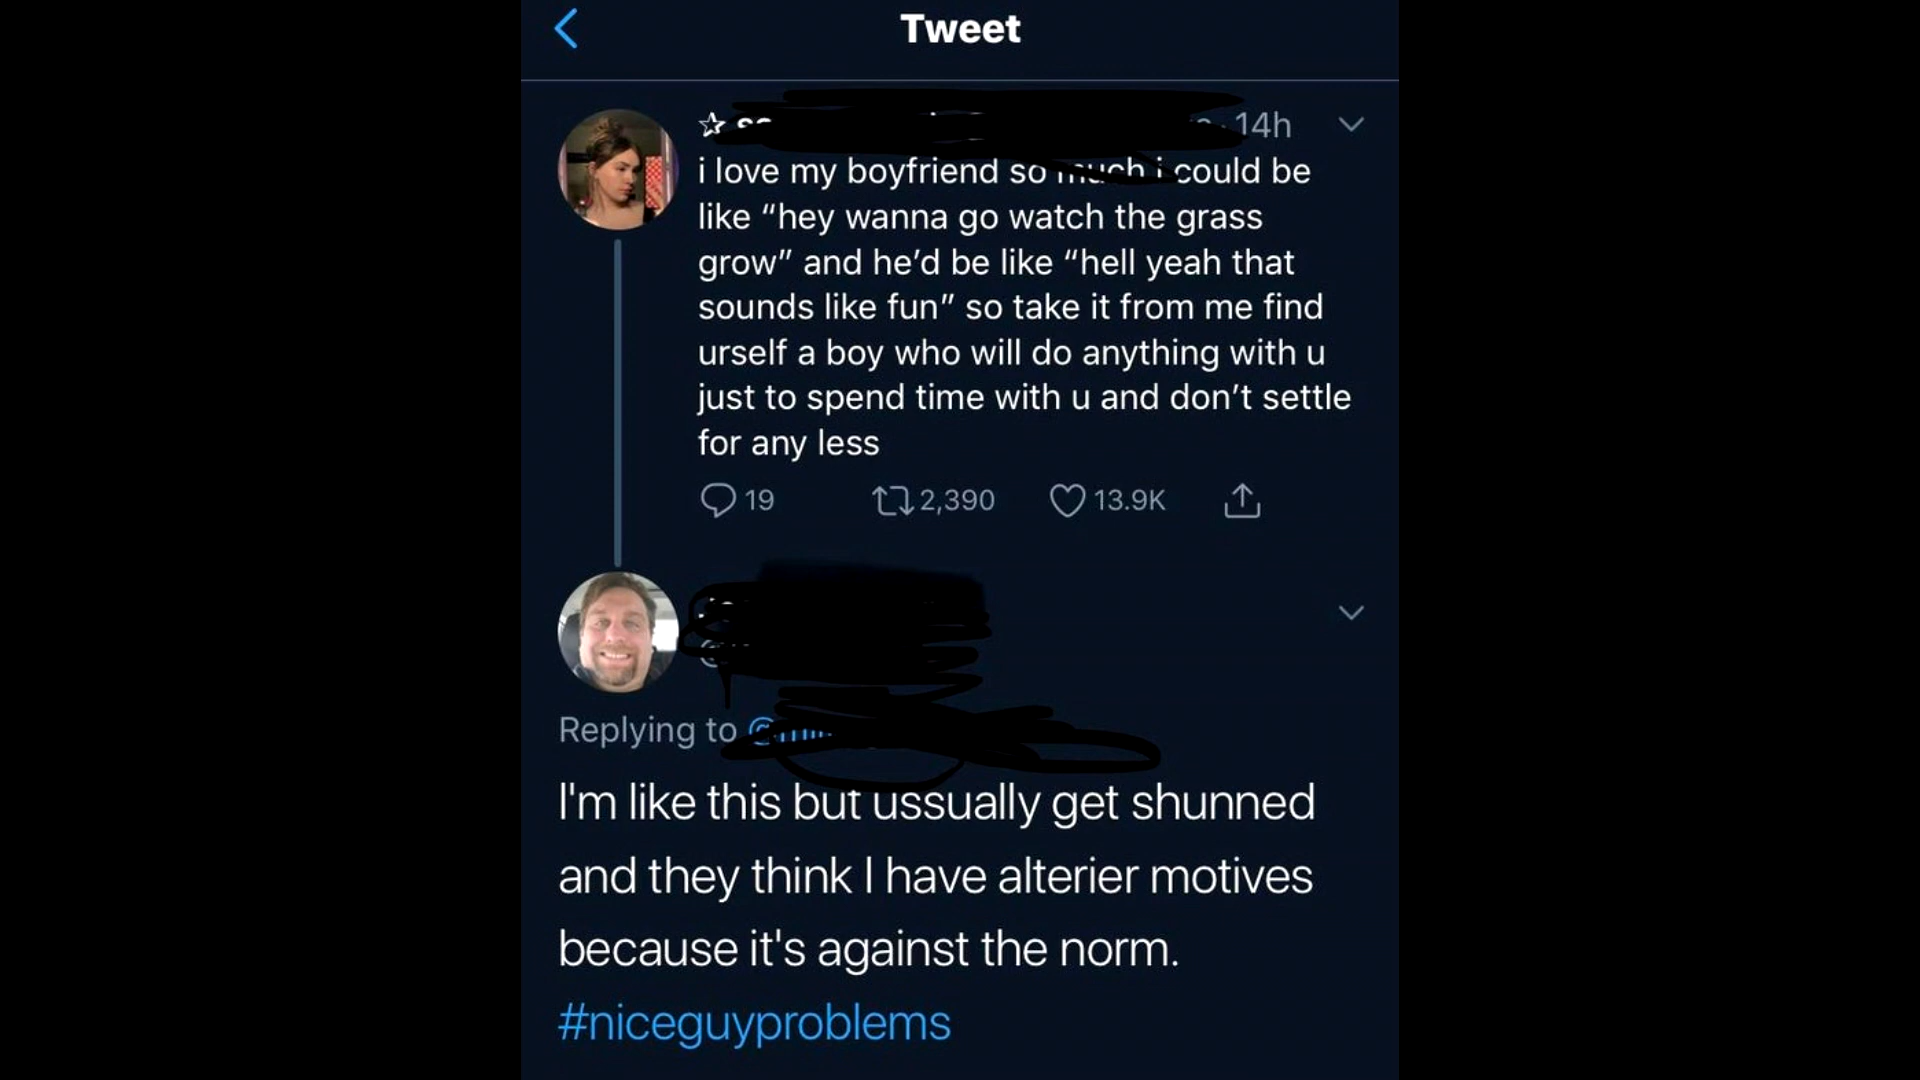 Tweet
14h
i love my boyfriend so much i could be
like “hey wanna go watch the grass
grow” and he’d be like “hell yeah that
sounds like fun” so take it from me find
urself a boy who will do anything with u
just to spend time with u and don’t settle
for any less
19 2,390 13.9K
Replying to
I'm like this but ussually get shunned
and they think I have alterier motives
because it's against the norm.
#niceguyproblems